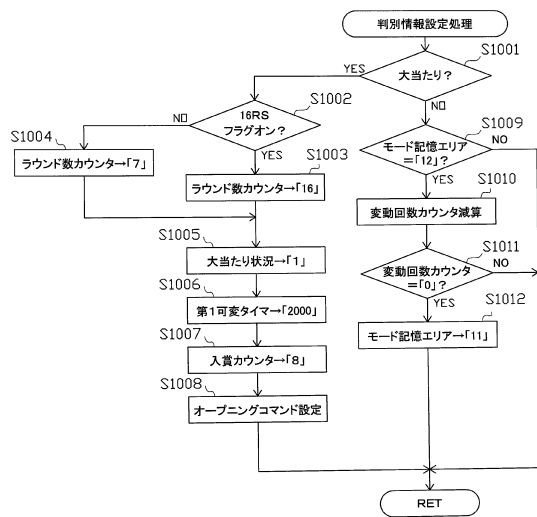 判別情報設定処理
S1001
大当たり?
YES
NO
S1002
16RS
フラグオン?
NO
YES
S1004
ラウンド数カウンター→「7」
S1003
ラウンド数カウンター→「16」
S1005
大当たり状況→「1」
S1006
第1可変タイマ→「2000」
S1007
入賞カウンター→「8」
S1008
オープニングコマンド設定
S1009
モード記憶エリア
=「12」?
NO
YES
S1010
変動回数カウンタ減算
S1011
変動回数カウンタ
=「0」?
NO
YES
S1012
モード記憶エリア→「11」
RET